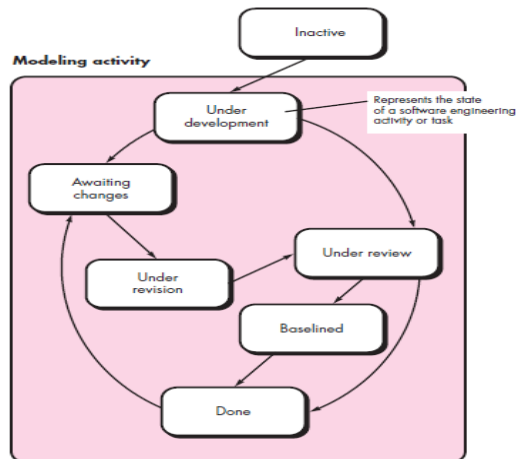 Inactive
Modeling activity
Under
development
Represents the state
of a software engineering
activity or task
Awaiting
changes
Under review
Under
revision
Baselined
Done